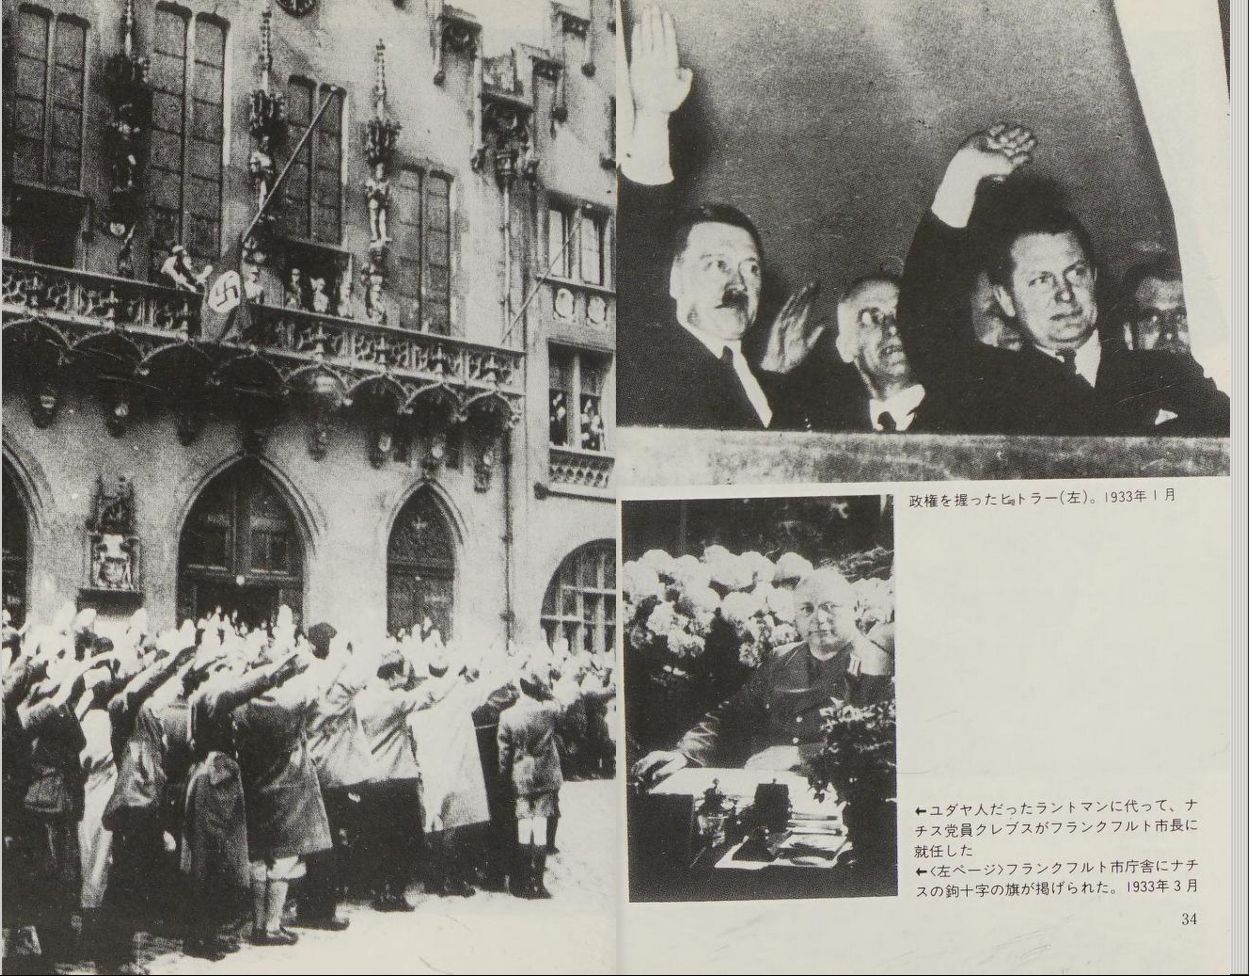 政権を握ったヒトラー(左)。1933年1月
←ユダヤ人だったラントマンに代って、ナ
チス党員クレブスがフランクフルト市長に
就任した
←〈左ページ〉フランクフルト市庁舎にナチ
スの鉤十字の旗が掲げられた。1933年3月
34